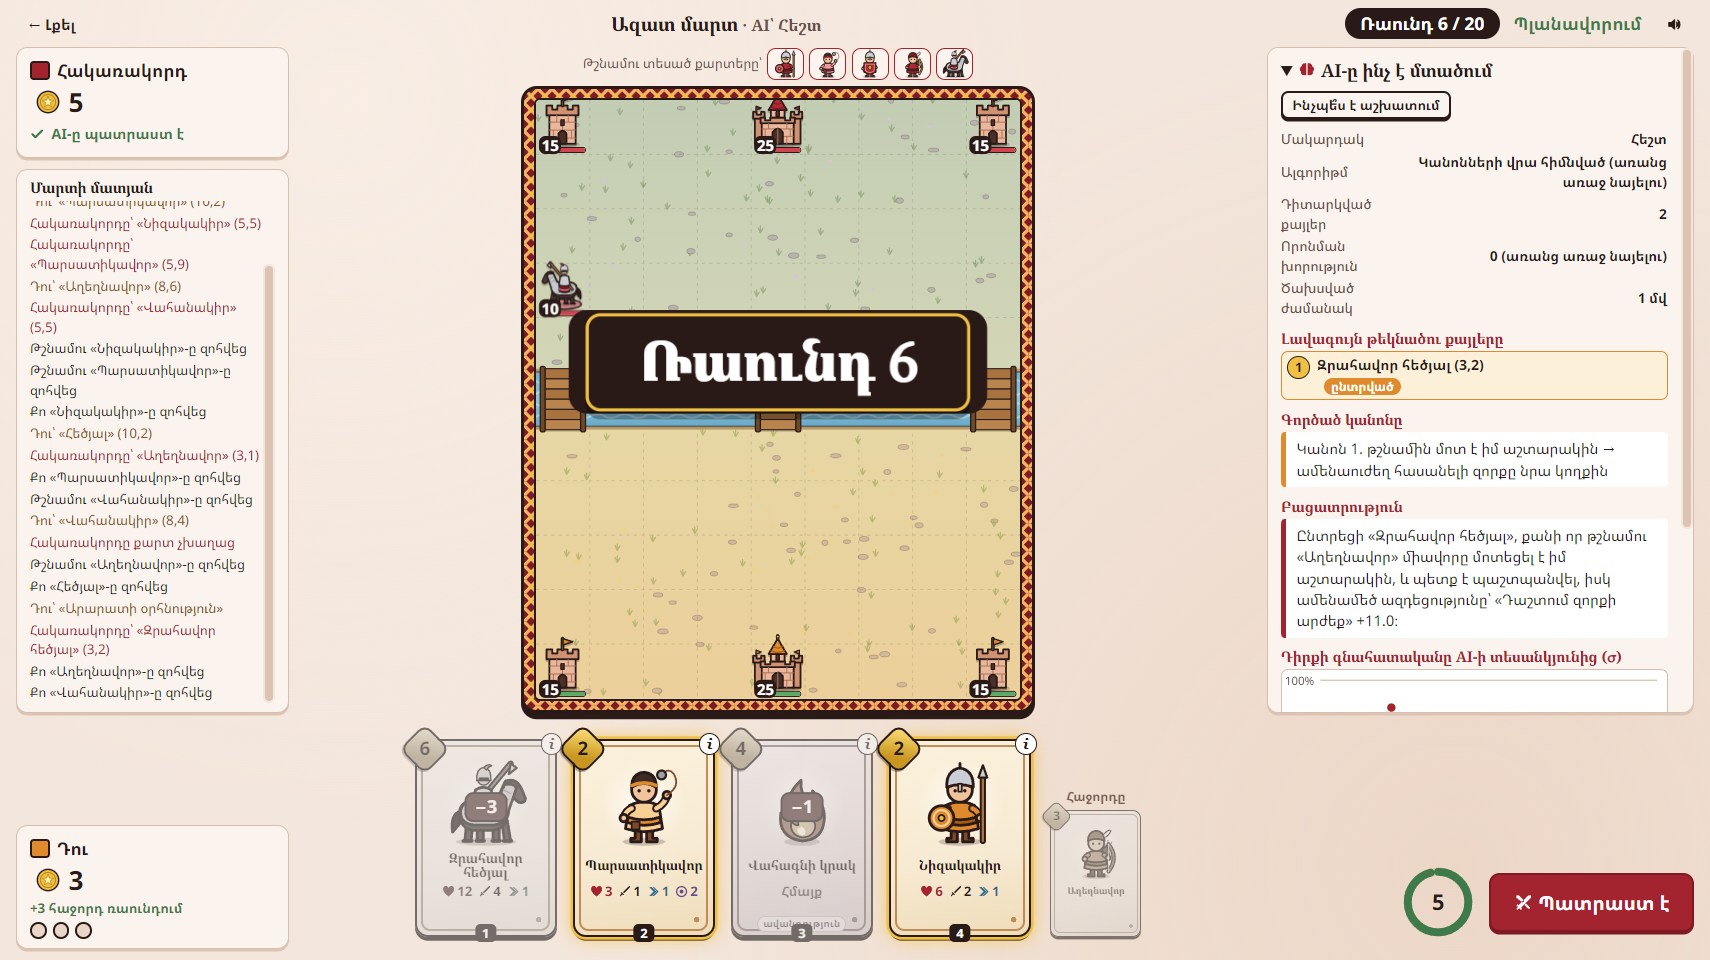 ← Լքել
Ազատ մարտ · AI՝ Հեշտ
Ռաունդ 6 / 20
Պլանավորում
Հակառակորդ
5
AI-ը պատրաստ է
Թշնամու տեսած քարտերը՝
Մարտի մատյան
Դու՝ «Պարսատիկավոր» (10,2)
Հակառակորդը՝ «Նիզակակիր» (5,5)
Հակառակորդը՝
«Պարսատիկավոր» (5,9)
Դու՝ «Աղեղնավոր» (8,6)
Հակառակորդը՝ «Վահանակիր»
(5,5)
Թշնամու «Նիզակակիր»-ը զոհվեց
Թշնամու «Պարսատիկավոր»-ը
զոհվեց
Քո «Նիզակակիր»-ը զոհվեց
Դու՝ «Հեծյալ» (10,2)
Հակառակորդը՝ «Աղեղնավոր» (3,1)
Քո «Պարսատիկավոր»-ը զոհվեց
Թշնամու «Վահանակիր»-ը զոհվեց
Դու՝ «Վահանակիր» (8,4)
Հակառակորդը քարտ չխաղաց
Թշնամու «Աղեղնավոր»-ը զոհվեց
Քո «Հեծյալ»-ը զոհվեց
Դու՝ «Արարատի օրհնություն»
Հակառակորդը՝ «Զրահավոր
հեծյալ» (3,2)
Քո «Աղեղնավոր»-ը զոհվեց
Քո «Վահանակիր»-ը զոհվեց
15
25
15
10
Ռաունդ 6
15
25
15
▼ AI-ը ինչ է մտածում
Ինչպե՞ս է աշխատում
Մակարդակ Հեշտ
Ալգորիթմ Կանոնների վրա հիմնված (առանց
առաջ նայելու)
Դիտարկված
քայլեր 2
Որոնման
խորություն 0 (առանց առաջ նայելու)
Ծախսված
ժամանակ 1 մվ
Լավագույն թեկնածու քայլերը
1 Զրահավոր հեծյալ (3,2)
ընտրված
Գործած կանոնը
Կանոն 1. թշնամին մոտ է իմ աշտարակին →
ամենաուժեղ հասանելի զորքը նրա կողքին
Բացատրություն
Ընտրեցի «Զրահավոր հեծյալ», քանի որ թշնամու
«Աղեղնավոր» միավորը մոտեցել է իմ
աշտարակին, և պետք է պաշտպանվել, իսկ
ամենամեծ ազդեցությունը՝ «Դաշտում զորքի
արժեք» +11.0:
Դիրքի գնահատականը AI-ի տեսանկյունից (σ)
100%
Դու
3
+3 հաջորդ ռաունդում
6
i
−3
Զրահավոր
հեծյալ
12 4 1
1
2
i
Պարսատիկավոր
3 1 1 2
2
4
i
−1
Վահագնի կրակ
Հմայք
3
2
i
Նիզակակիր
6 2 1
4
Հաջորդը
3
Աղեղնավոր
5
Պատրաստ է